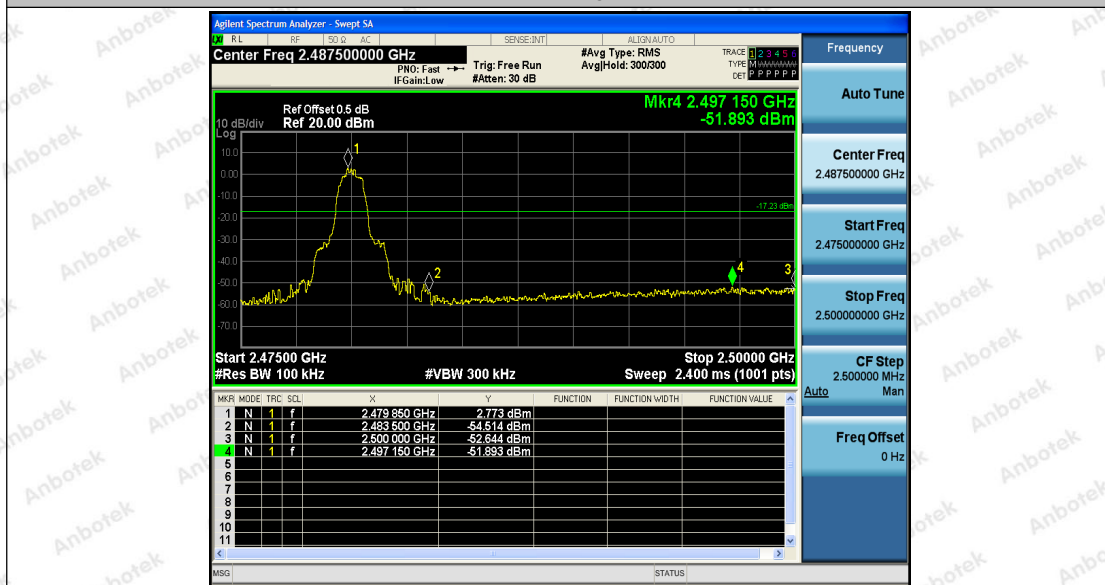 Agilent Spectrum Analyzer - Swept SA
RL RF 50 Ω AC SENSE:INT ALIGNAUTO
Center Freq 2.487500000 GHz
PNO: Fast
IFGain:Low
Trig: Free Run
#Atten: 30 dB
#Avg Type: RMS
Avg|Hold: 300/300
TRACE 1 2 3 4 5 6
TYPE M
DET P P P P P P
Ref Offset 0.5 dB
Ref 20.00 dBm
10 dB/div
Log
Mkr4 2.497 150 GHz
-51.893 dBm
10.0
0.00
-10.0
-20.0
-30.0
-40.0
-50.0
-60.0
-70.0
1
2
3
4
-17.23 dBm
Start 2.47500 GHz
Stop 2.50000 GHz
#Res BW 100 kHz
#VBW 300 kHz
Sweep 2.400 ms (1001 pts)
MKR MODE TRC SCL X Y FUNCTION FUNCTION WIDTH FUNCTION VALUE
1 N 1 f 2.479 850 GHz 2.773 dBm
2 N 1 f 2.483 500 GHz -54.514 dBm
3 N 1 f 2.500 000 GHz -52.644 dBm
4 N 1 f 2.497 150 GHz -51.893 dBm
5
6
7
8
9
10
11
MSG
STATUS
Frequency
Auto Tune
Center Freq
2.487500000 GHz
Start Freq
2.475000000 GHz
Stop Freq
2.500000000 GHz
CF Step
2.500000 MHz
Auto Man
Freq Offset
0 Hz
Anbotek